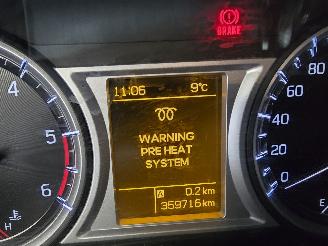 BRAKE
11:06 9°c
WARNING
PRE HEAT
SYSTEM
A 0.2 km
359716 km
4
5
6
H
80
60
40
20
0
E